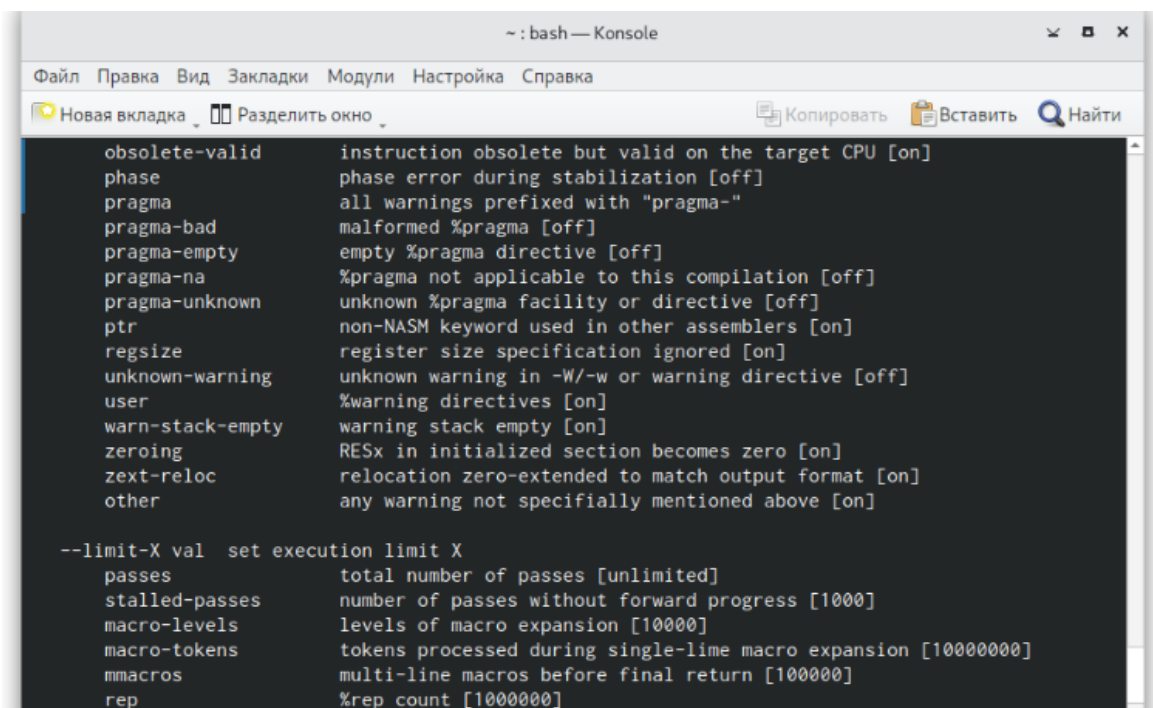 ~ : bash — Konsole
Файл Правка Вид Закладки Модули Настройка Справка
Новая вкладка Разделить окно Копировать Вставить Найти
obsolete-valid instruction obsolete but valid on the target CPU [on]
phase phase error during stabilization [off]
pragma all warnings prefixed with "pragma-"
pragma-bad malformed %pragma [off]
pragma-empty empty %pragma directive [off]
pragma-na %pragma not applicable to this compilation [off]
pragma-unknown unknown %pragma facility or directive [off]
ptr non-NASM keyword used in other assemblers [on]
regsize register size specification ignored [on]
unknown-warning unknown warning in -W/-w or warning directive [off]
user %warning directives [on]
warn-stack-empty warning stack empty [on]
zeroing RESx in initialized section becomes zero [on]
zext-reloc relocation zero-extended to match output format [on]
other any warning not specifially mentioned above [on]
--limit-X val set execution limit X
passes total number of passes [unlimited]
stalled-passes number of passes without forward progress [1000]
macro-levels levels of macro expansion [10000]
macro-tokens tokens processed during single-lime macro expansion [10000000]
mmacros multi-line macros before final return [100000]
rep %rep count [1000000]